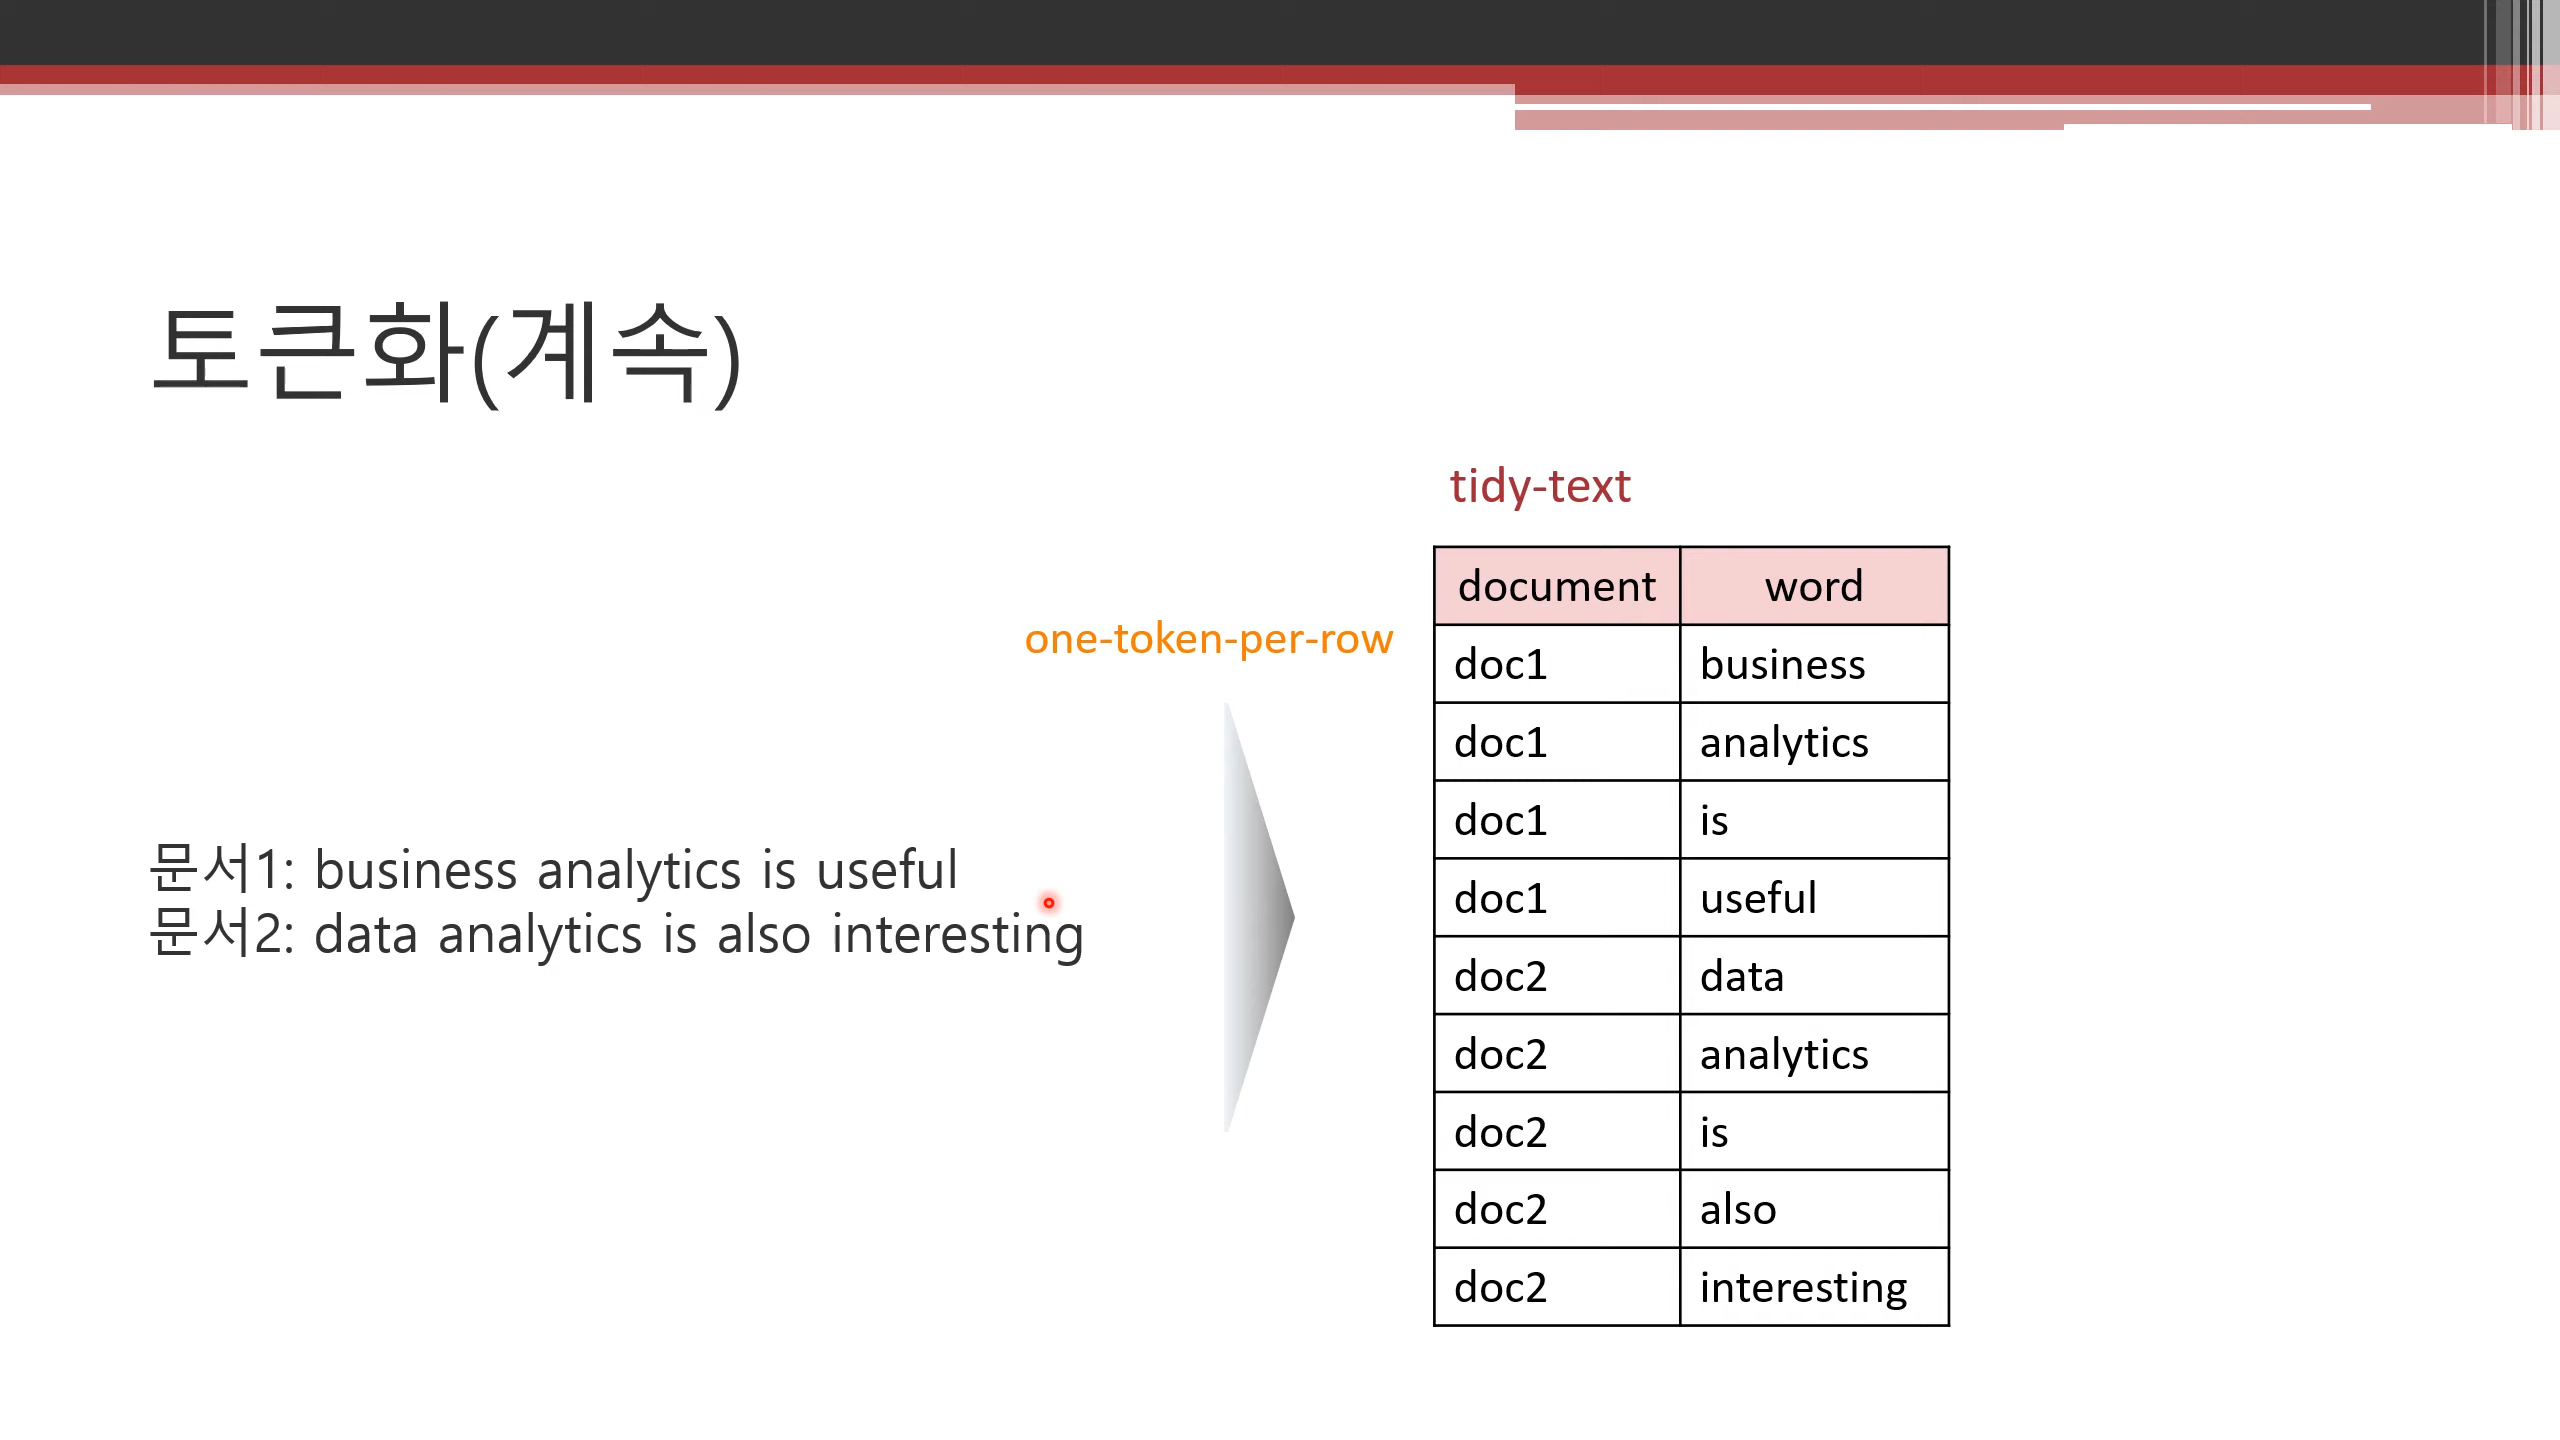 토큰화(계속)
tidy-text
one-token-per-row
문서1: business analytics is useful
문서2: data analytics is also interesting
document word
doc1 business
doc1 analytics
doc1 is
doc1 useful
doc2 data
doc2 analytics
doc2 is
doc2 also
doc2 interesting